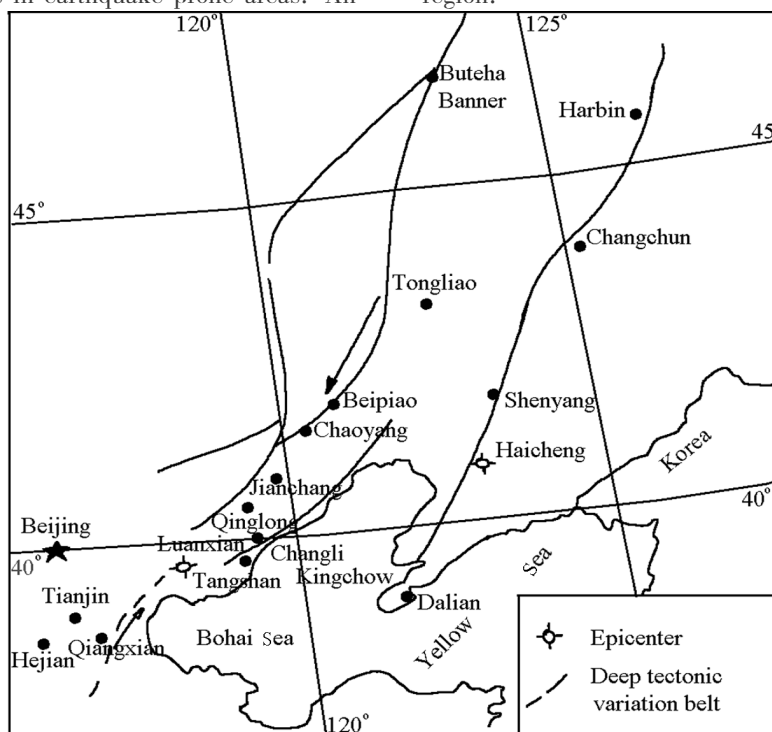 in earthquake prone areas. An region.
120°
125°
Buteha
Banner
Harbin
45°
45°
Changchun
Tongliao
Beipiao
Shenyang
Chaoyang
Haicheng
Korea
Jianchang
Qinglong
40°
Beijing
Luanxian
Changli
40°
Tangshan
Kingchow
Sea
Tianjin
Dalian
Qiangxian
Bohai Sea
Yellow
Hejian
Epicenter
Deep tectonic
variation belt
120°